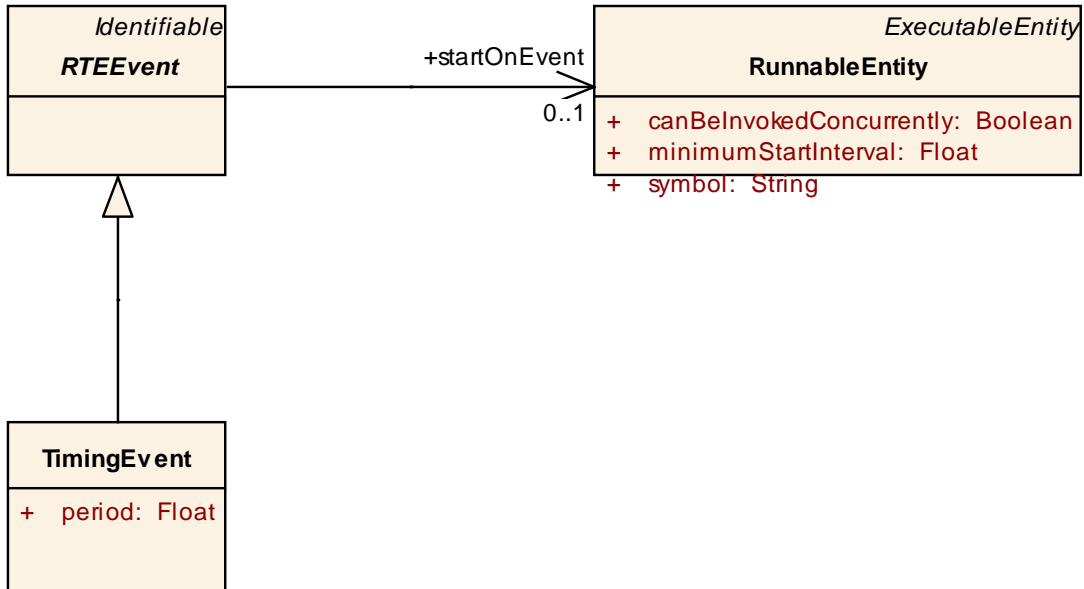 Identifiable
RTEEvent
+startOnEvent
0..1
ExecutableEntity
RunnableEntity
+ canBeInvokedConcurrently: Boolean
+ minimumStartInterval: Float
+ symbol: String
TimingEvent
+ period: Float